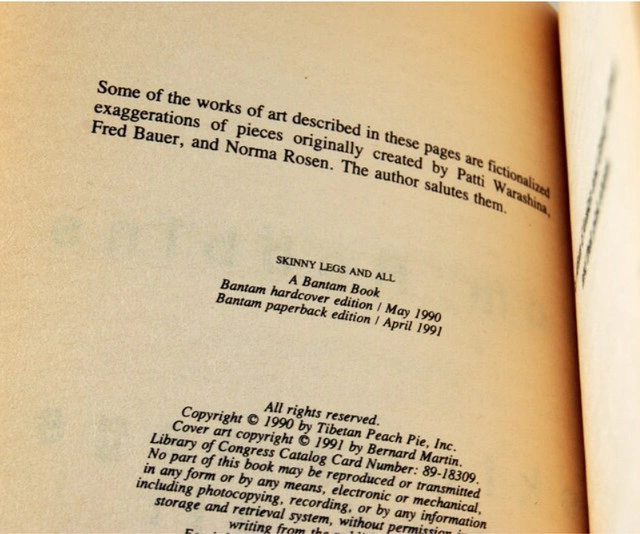 Some of the works of art described in these pages are fictionalized
exaggerations of pieces originally created by Patti Warashina,
Fred Bauer, and Norma Rosen. The author salutes them.
SKINNY LEGS AND ALL
A Bantam Book
Bantam hardcover edition / May 1990
Bantam paperback edition / April 1991
All rights reserved.
Copyright © 1990 by Tibetan Peach Pie, Inc.
Cover art copyright © 1991 by Bernard Martin.
Library of Congress Catalog Card Number: 89-18309.
No part of this book may be reproduced or transmitted
in any form or by any means, electronic or mechanical,
including photocopying, recording, or by any information
storage and retrieval system, without permission in
writing from the